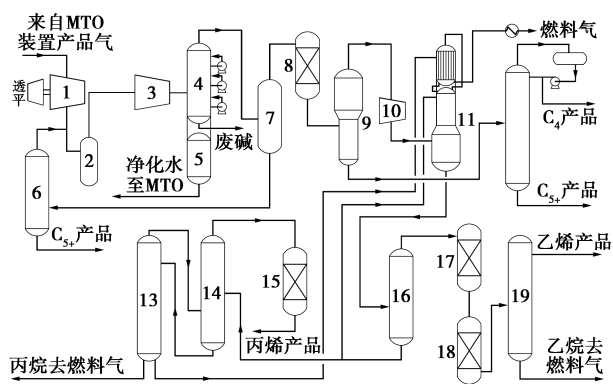 来自MTO
装置产品气
透平
1
2
3
4
5
6
7
8
9
10
11
燃料气
C₄产品
C₅₊产品
废碱
净化水
至MTO
C₅₊产品
13
14
15
丙烯产品
16
17
18
19
乙烯产品
丙烷去燃料气
乙烷去
燃料气